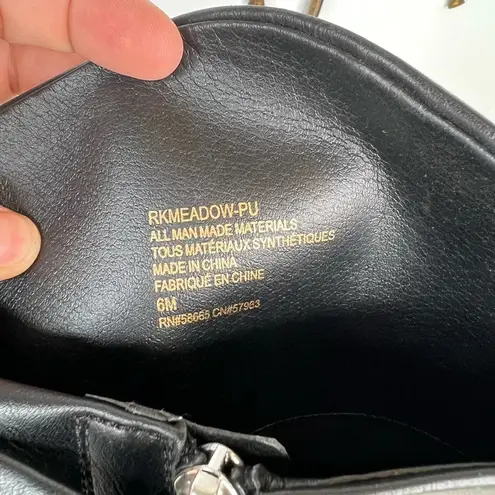 RKMEADOW-PU
ALL MAN MADE MATERIALS
TOUS MATÉRIAUX SYNTHÉTIQUES
MADE IN CHINA
FABRIQUÉ EN CHINE
6M
RN#58665 CN#57963